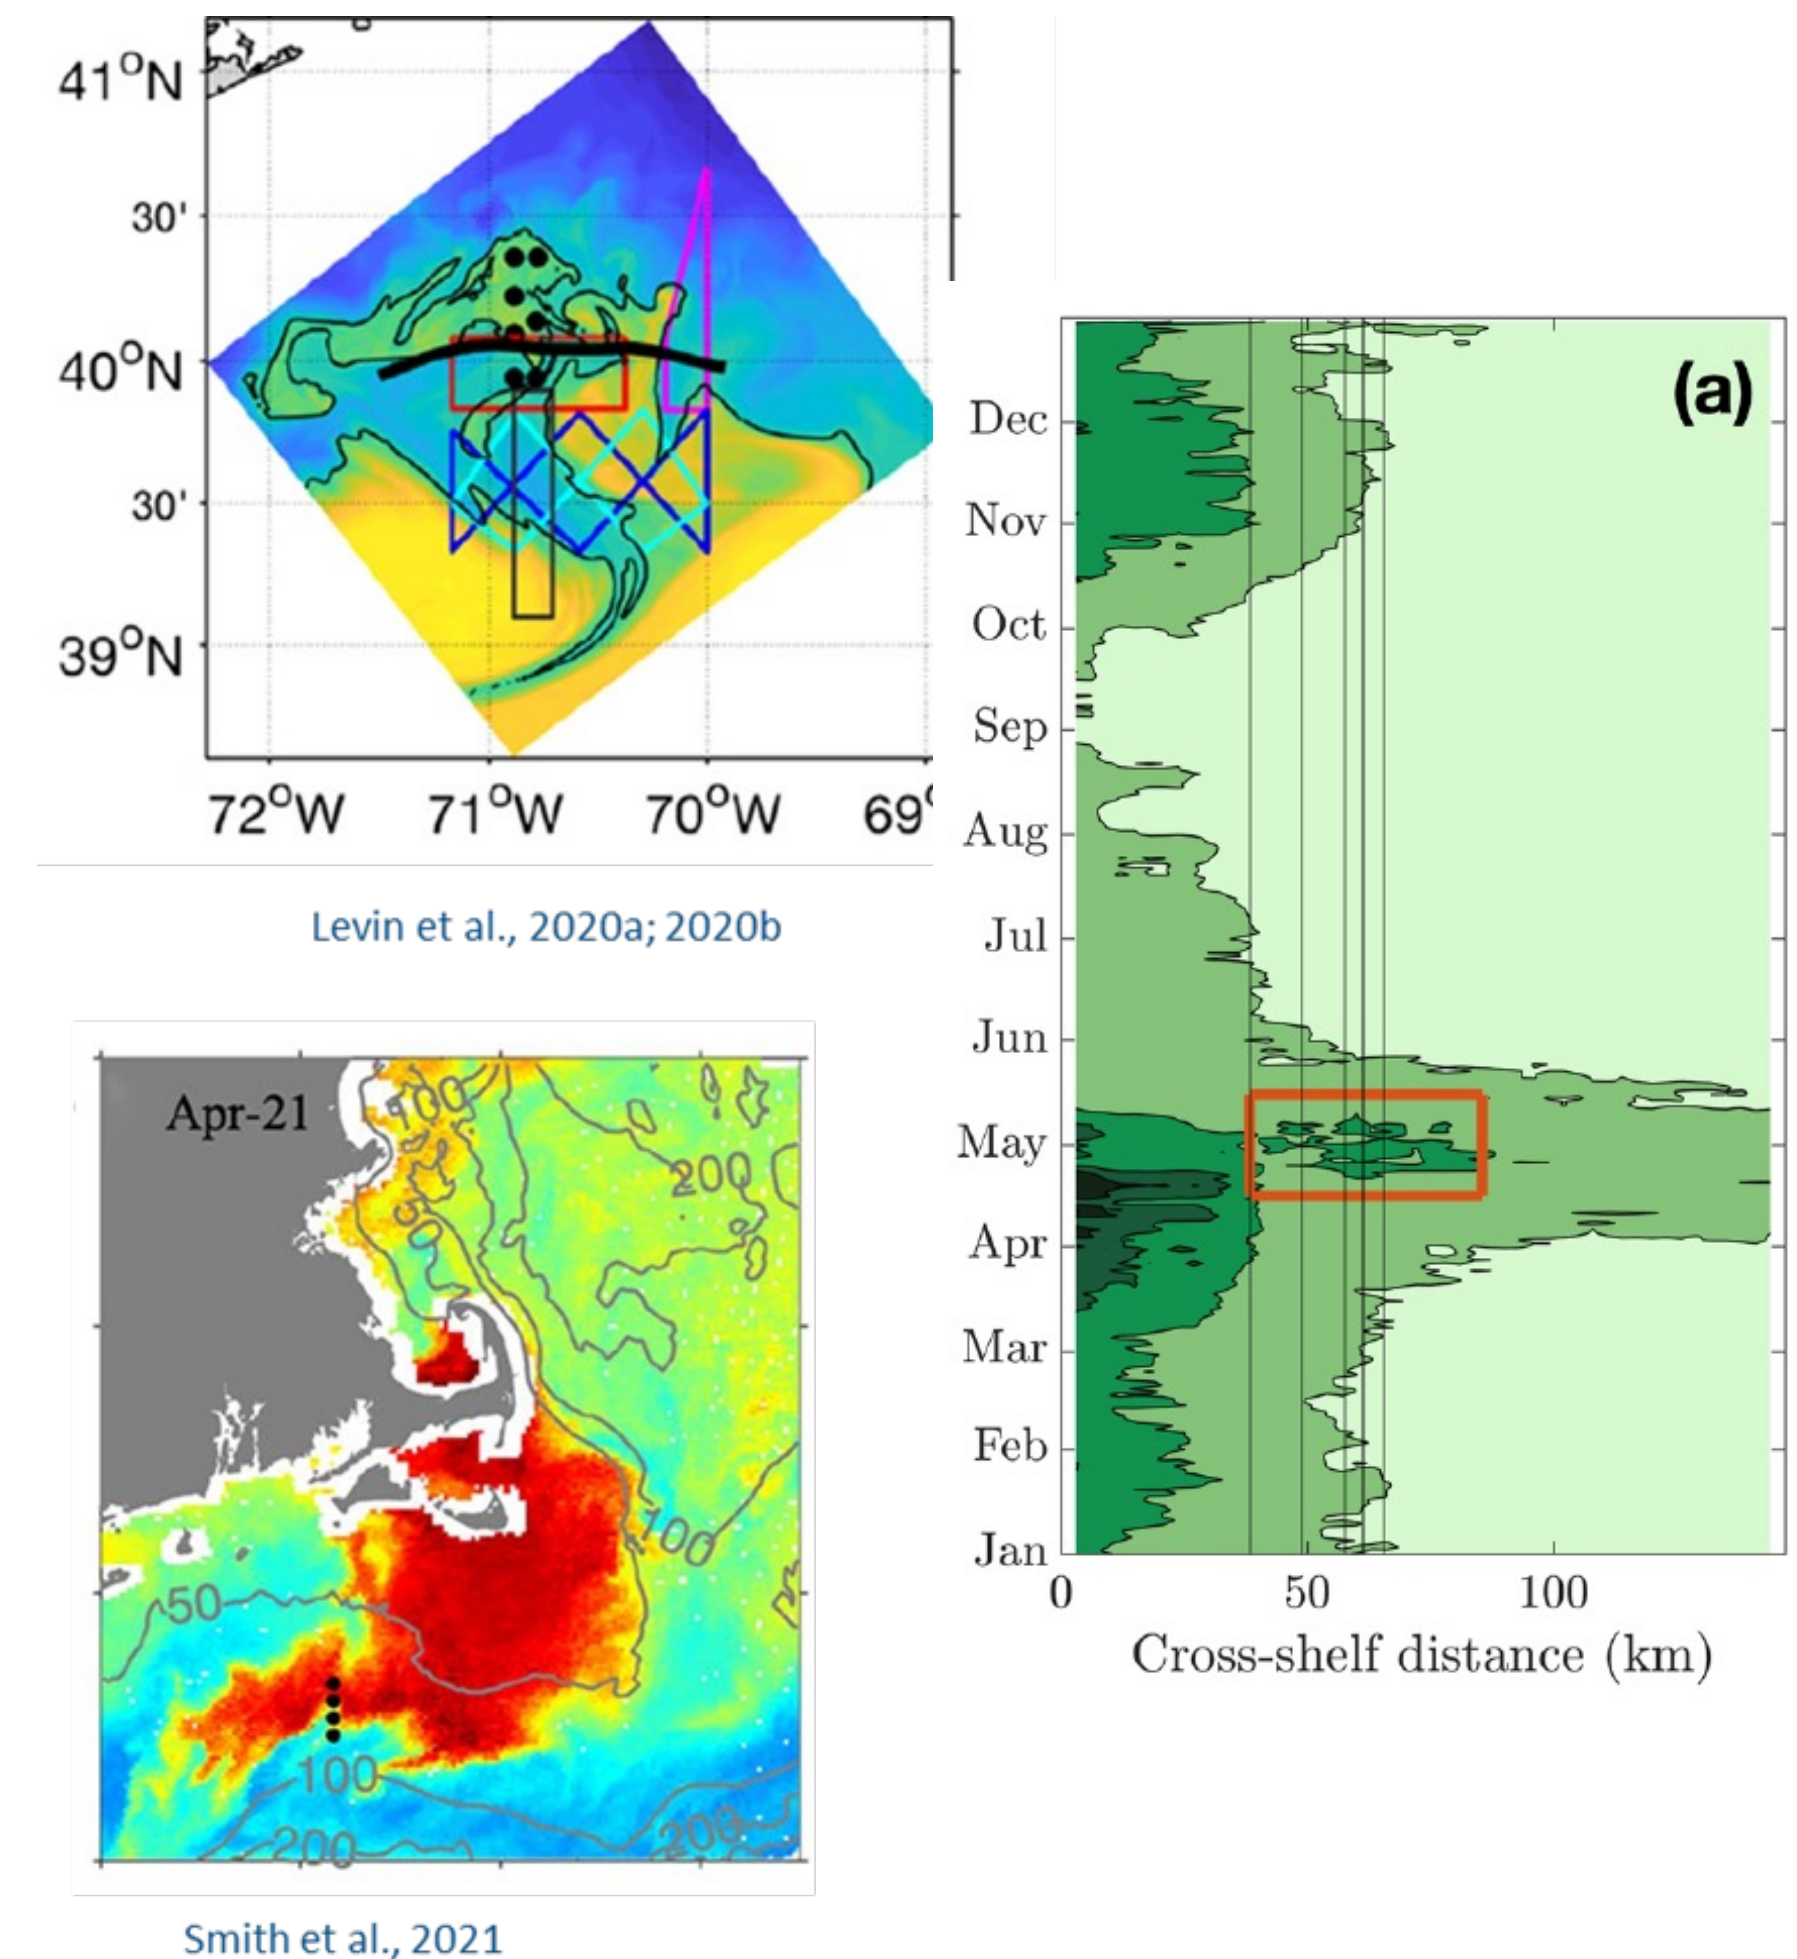 41°N
30'
40°N
30'
39°N
72°W
71°W
70°W
69°
Levin et al., 2020a; 2020b
(a)
Dec
Nov
Oct
Sep
Aug
Jul
Jun
May
Apr
Mar
Feb
Jan
0
50
100
Cross-shelf distance (km)
Apr-21
100
200
50
100
50
100
200
200
Smith et al., 2021